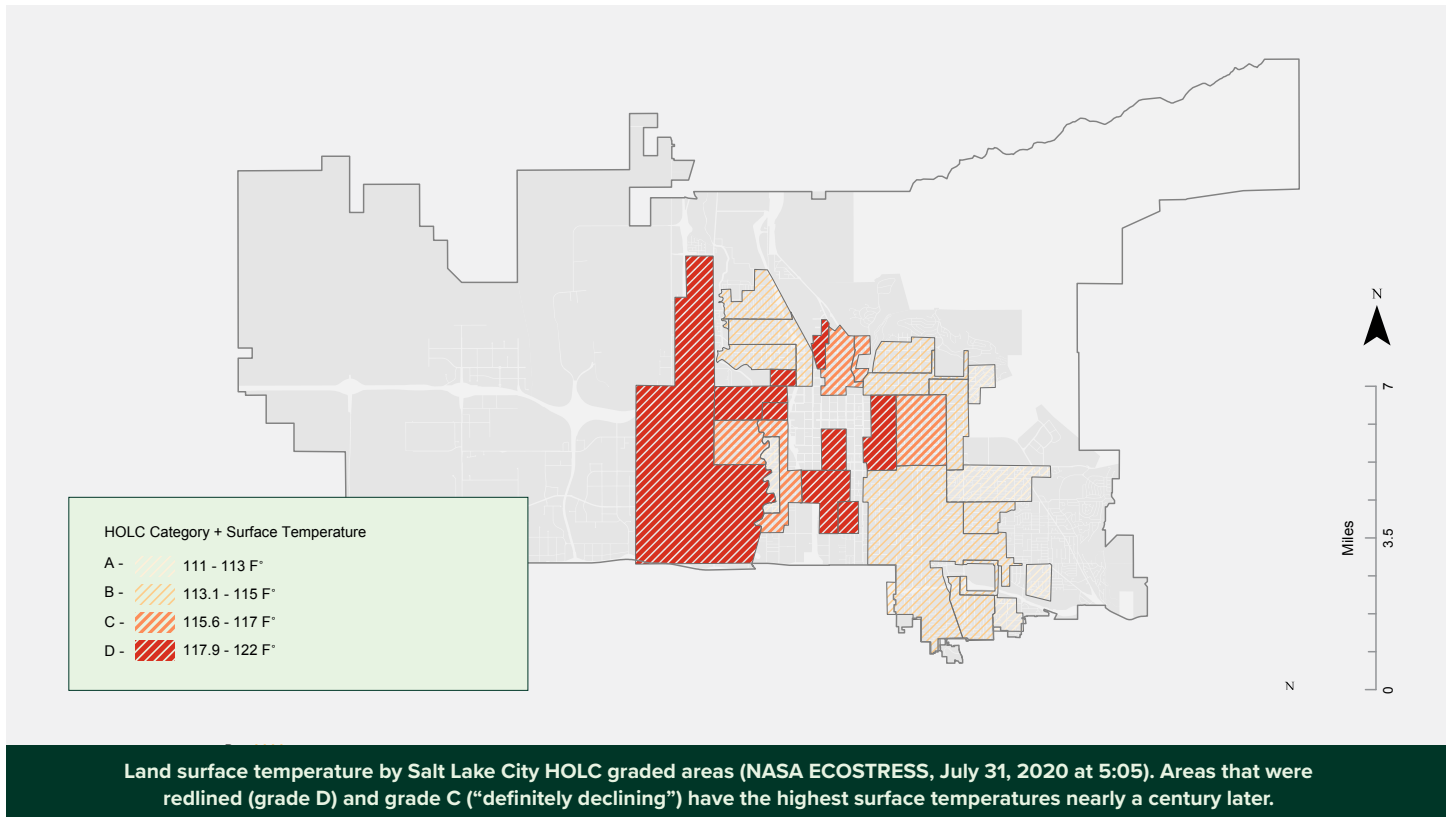 N
7
3.5
Miles
0
N
HOLC Category + Surface Temperature
A - 111 - 113 F°
B - 113.1 - 115 F°
C - 115.6 - 117 F°
D - 117.9 - 122 F°
Land surface temperature by Salt Lake City HOLC graded areas (NASA ECOSTRESS, July 31, 2020 at 5:05). Areas that were
redlined (grade D) and grade C (“definitely declining”) have the highest surface temperatures nearly a century later.